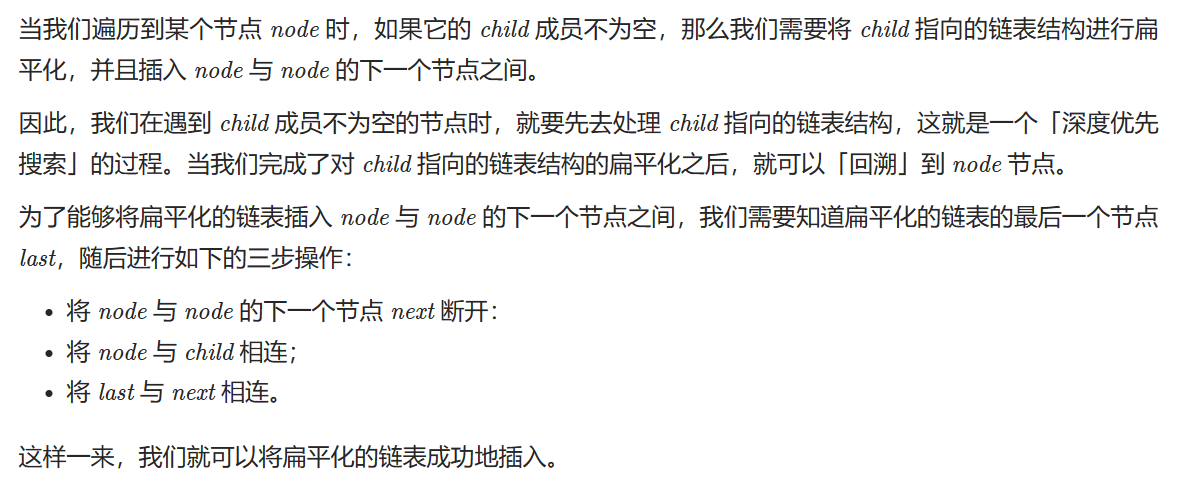 当我们遍历到某个节点 node 时，如果它的 child 成员不为空，那么我们需要将 child 指向的链表结构进行扁
平化，并且插入 node 与 node 的下一个节点之间。
因此，我们在遇到 child 成员不为空的节点时，就要先去处理 child 指向的链表结构，这就是一个「深度优先
搜索」的过程。当我们完成了对 child 指向的链表结构的扁平化之后，就可以「回溯」到 node 节点。
为了能够将扁平化的链表插入 node 与 node 的下一个节点之间，我们需要知道扁平化的链表的最后一个节点
last，随后进行如下的三步操作：
• 将 node 与 node 的下一个节点 next 断开：
• 将 node 与 child 相连；
• 将 last 与 next 相连。
这样一来，我们就可以将扁平化的链表成功地插入。